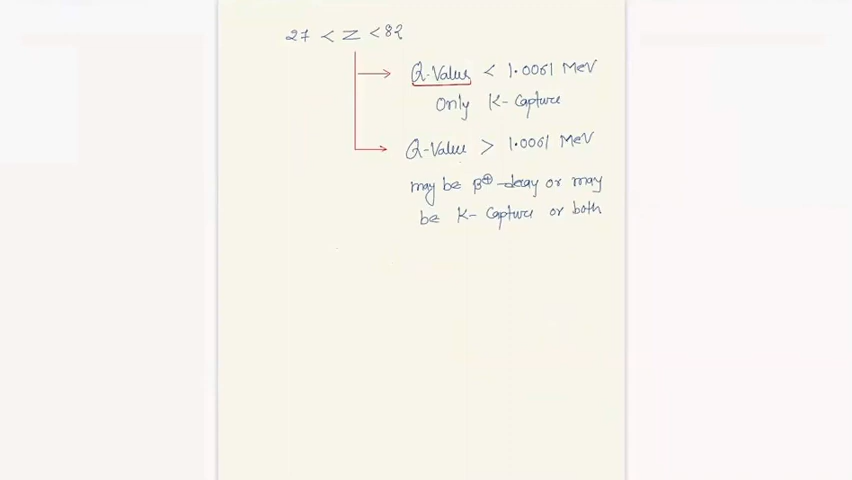 27 < Z < 82
Q-Value < 1.0061 MeV
Only K-Capture
Q-Value > 1.0061 MeV
may be β⊕-decay or may
be K-Capture or both